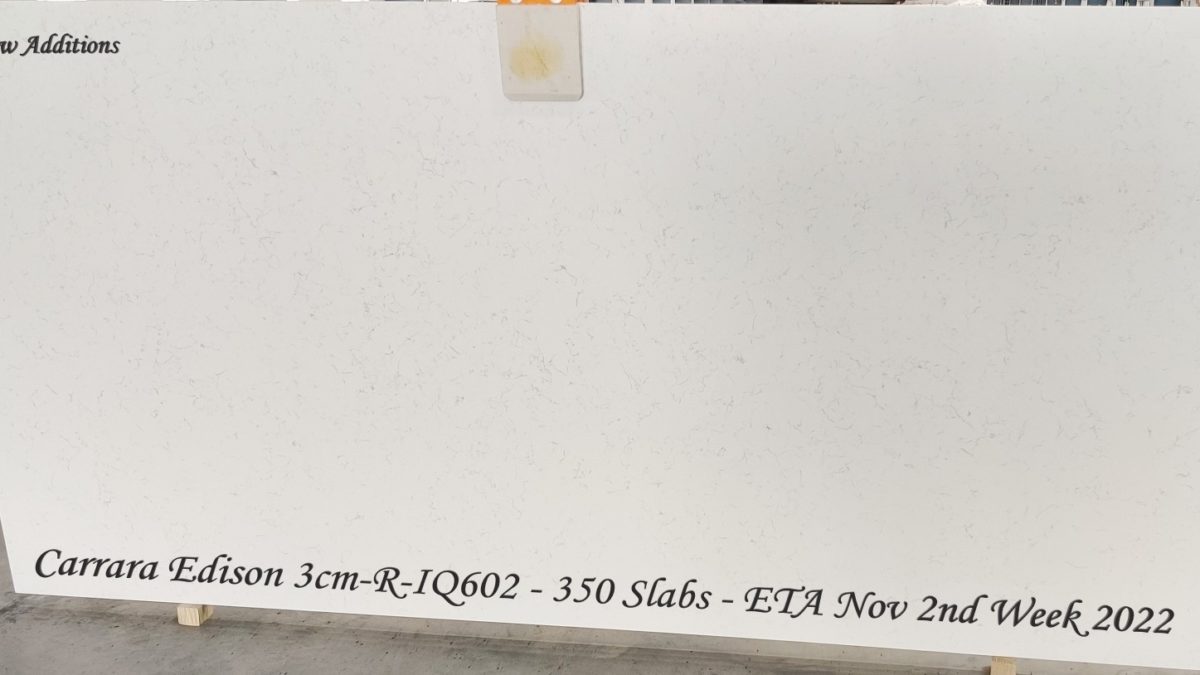 w Additions
Carrara Edison 3cm-R-IQ602 - 350 Slabs - ETA Nov 2nd Week 2022